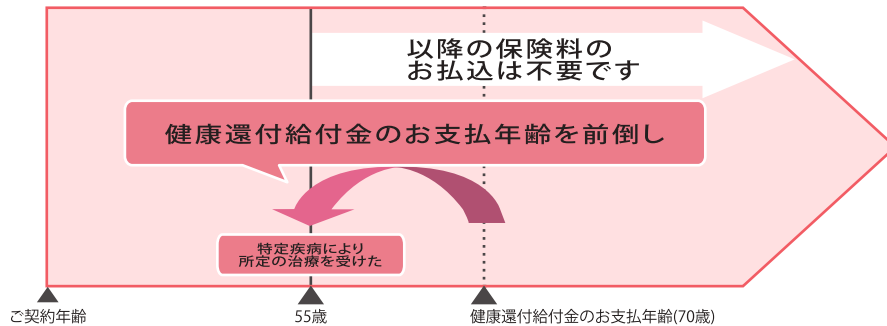 以降の保険料の
お払込は不要です
健康還付給付金のお支払年齢を前倒し
特定疾病により
所定の治療を受けた
ご契約年齢
55歳
健康還付給付金のお支払年齢(70歳)